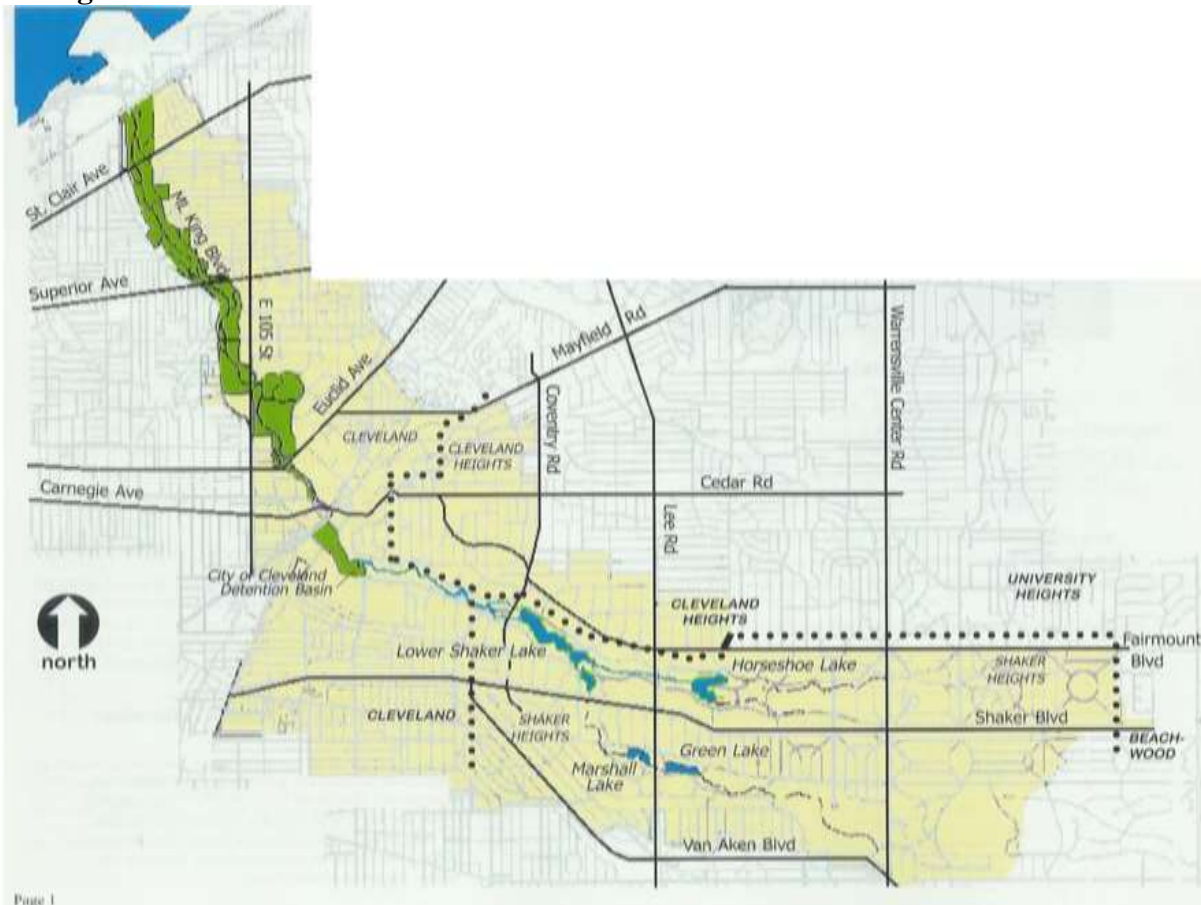 St. Clair Ave
ML King Blvd
Superior Ave
E 105 St
Euclid Ave
Mayfield Rd
Coventry Rd
Warrensville Center Rd
CLEVELAND
CLEVELAND
HEIGHTS
Carnegie Ave
Cedar Rd
Lee Rd
City of Cleveland
Detention Basin
UNIVERSITY
HEIGHTS
CLEVELAND
HEIGHTS
north
Fairmount
Blvd
Lower Shaker Lake
Horseshoe Lake
SHAKER
HEIGHTS
CLEVELAND
SHAKER
HEIGHTS
Shaker Blvd
BEACH-
WOOD
Green Lake
Marshall
Lake
Van Aken Blvd
Page 1